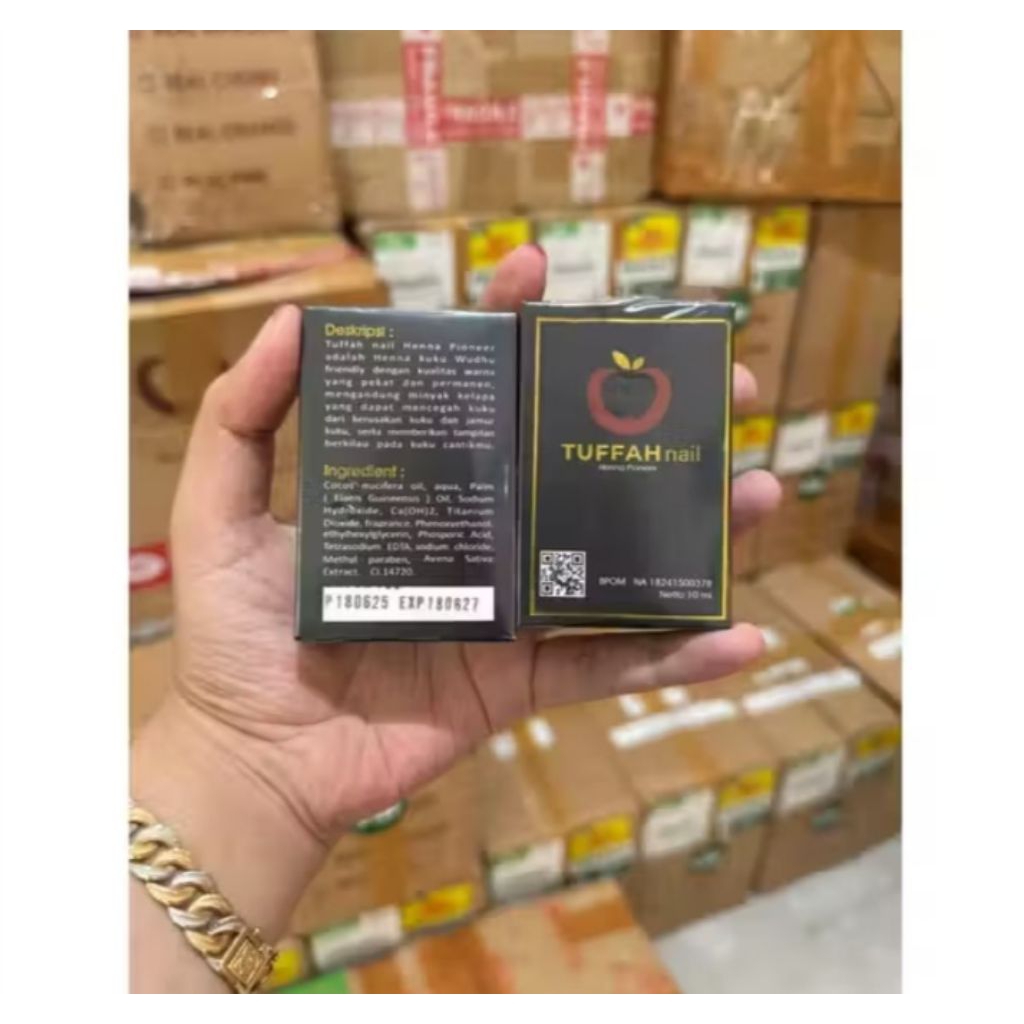 Deskripsi :
Tuffah nail Henna Pioneer
adalah Henna kuku Wudhu
friendly dengan kualitas warna
yang pekat dan permanen,
mengandung minyak kelapa
yang dapat mencegah kuku
dari kerusakan kuku dan jamur
kuku, serta memberikan tampilan
berkilau pada kuku cantikmu.
Ingredient :
Cocos nucifera oil, aqua, Palm
( Elaeis Guineensis ) Oil, Sodium
Hydroxide, Ca(OH)2, Titanium
Dioxide, fragrance, Phenoxyethanol,
ethylhexylglycerin, Phosporic Acid,
Tetrasodium EDTA, sodium chloride,
Methyl paraben, Avena Sativa
Extract. CI.14720.
P180625 EXP180627
TUFFAH nail
Henna Pioneer
BPOM NA 18241500378
Netto 10 ml